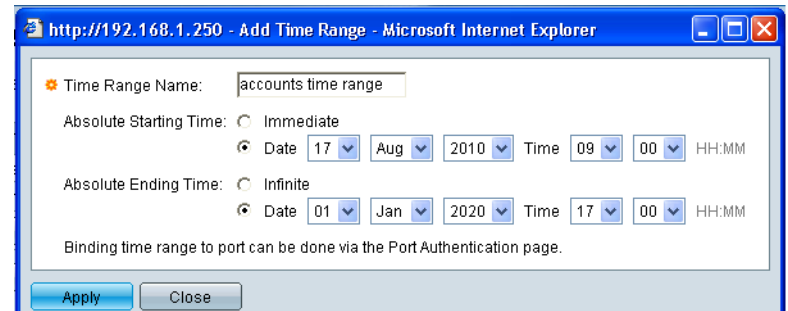 http://192.168.1.250 - Add Time Range - Microsoft Internet Explorer
Time Range Name: accounts time range
Absolute Starting Time: Immediate
Date 17 Aug 2010 Time 09 00 HH:MM
Absolute Ending Time: Infinite
Date 01 Jan 2020 Time 17 00 HH:MM
Binding time range to port can be done via the Port Authentication page.
Apply Close